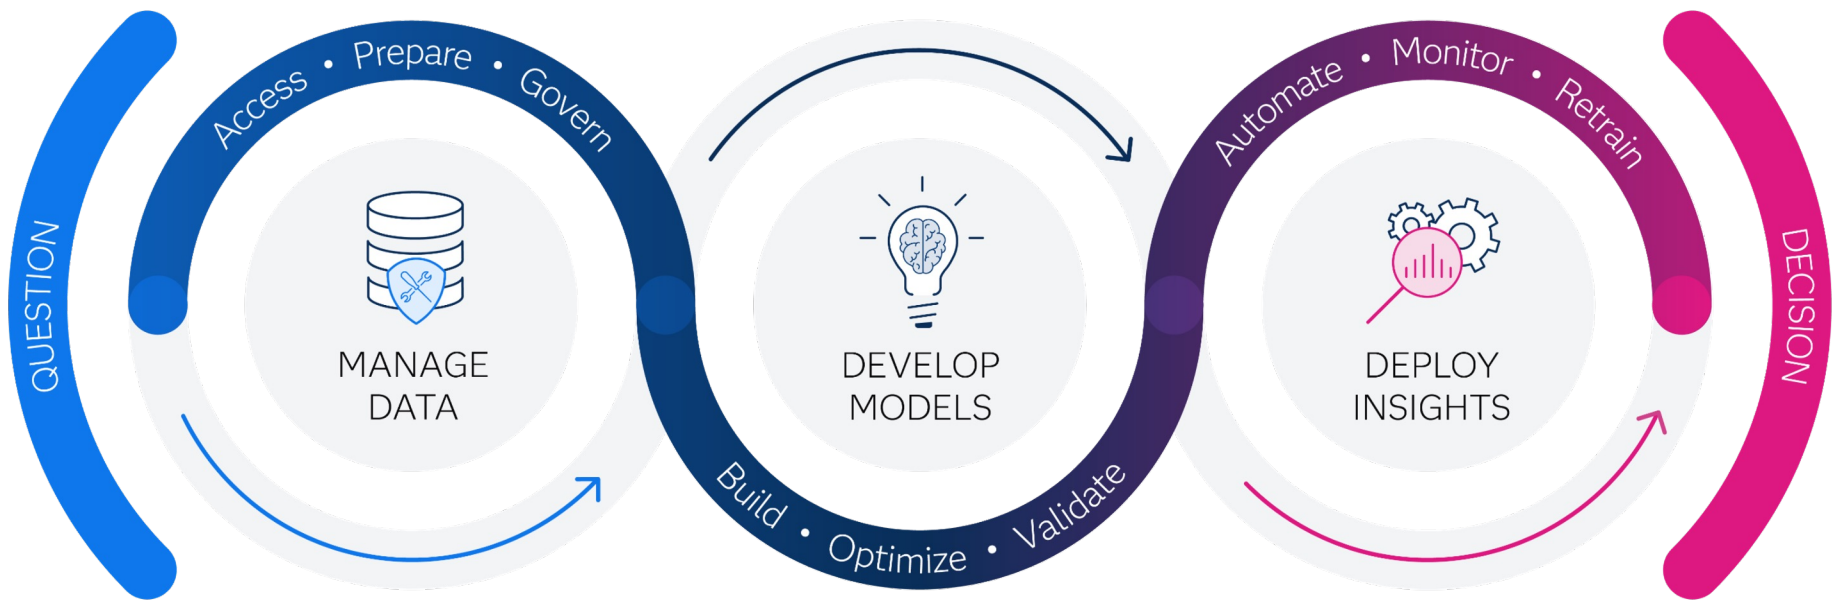 QUESTION
Access • Prepare • Govern
MANAGE
DATA
DEVELOP
MODELS
Build • Optimize • Validate
Automate • Monitor • Retrain
DEPLOY
INSIGHTS
DECISION